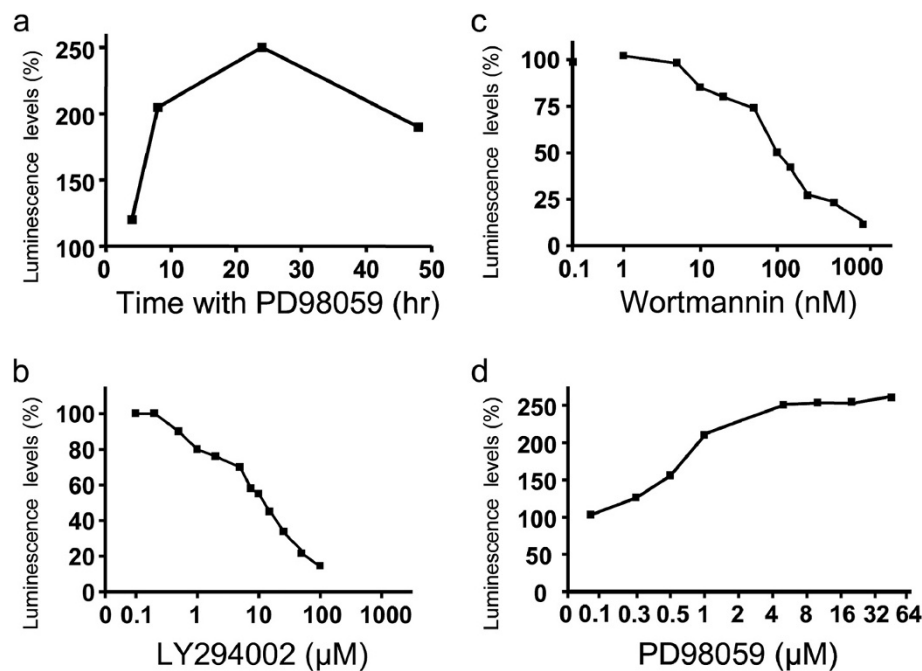 a
Luminescence levels (%)
250
200
150
100
0 10 20 30 40 50
Time with PD98059 (hr)
b
Luminescence levels (%)
100
80
60
40
20
0
0 0.1 1 10 100 1000
LY294002 (µM)
c
Luminescence levels (%)
100
75
50
25
0
0.1 1 10 100 1000
Wortmannin (nM)
d
Luminescence levels (%)
250
200
150
100
50
0
0 0.1 0.3 0.5 1 2 4 8 16 32 64
PD98059 (µM)